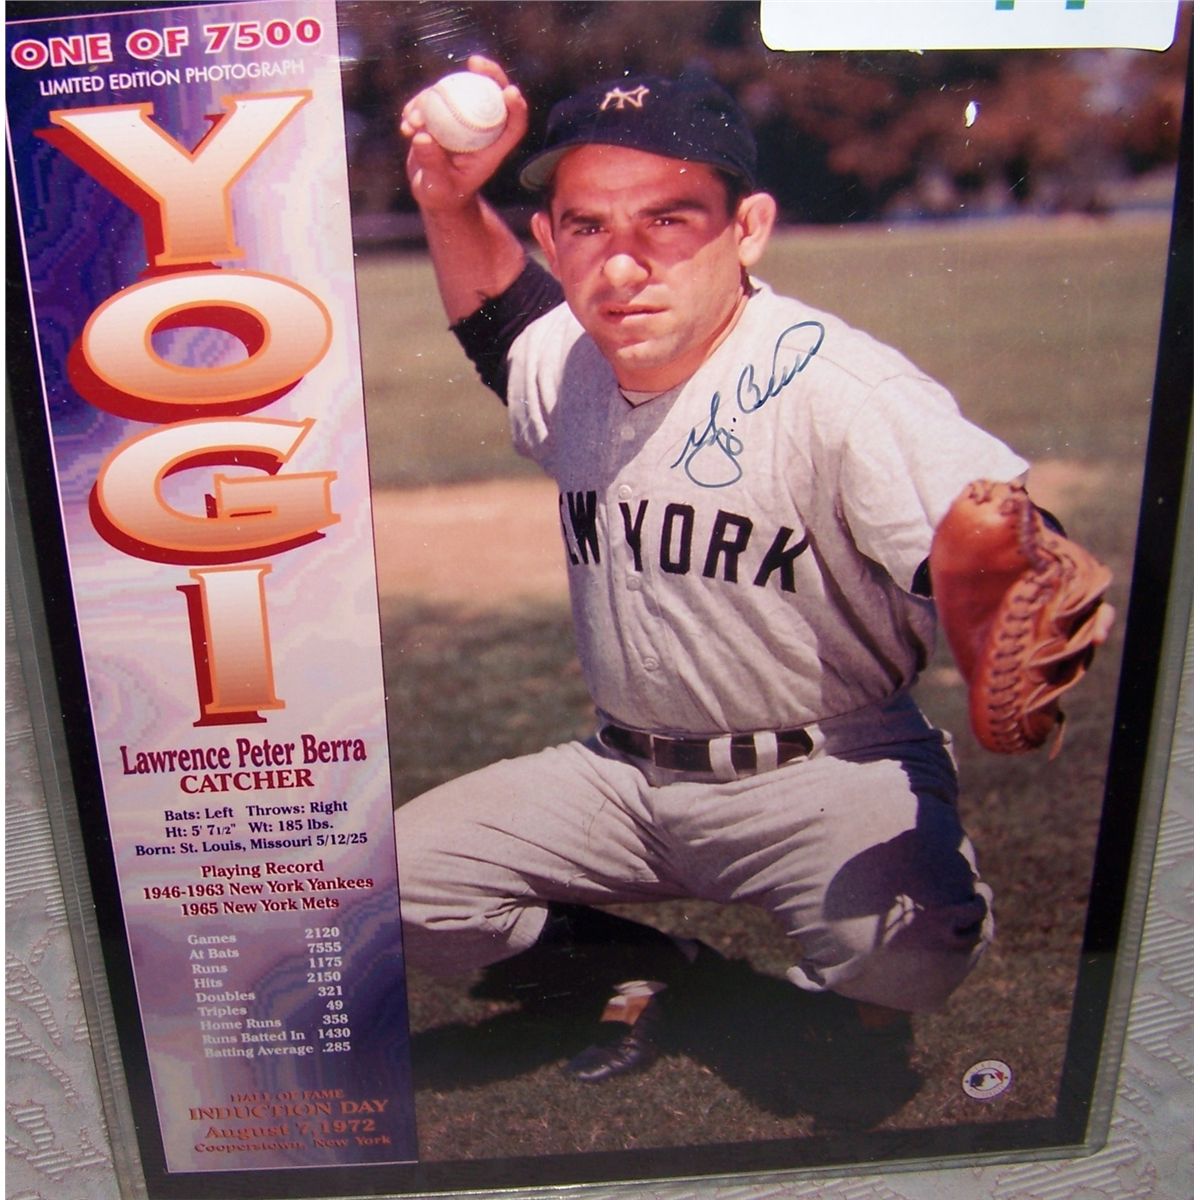 ONE OF 7500
LIMITED EDITION PHOTOGRAPH
YOGI
Lawrence Peter Berra
CATCHER
Bats: Left Throws: Right
Ht: 5' 7 1/2" Wt: 185 lbs.
Born: St. Louis, Missouri 5/12/25
Playing Record
1946-1963 New York Yankees
1965 New York Mets
Games 2120
At Bats 7555
Runs 1175
Hits 2150
Doubles 321
Triples 49
Home Runs 358
Runs Batted In 1430
Batting Average .285
HALL OF FAME
INDUCTION DAY
August 7, 1972
Cooperstown, New York
NY
Yogi Berra
EW YORK